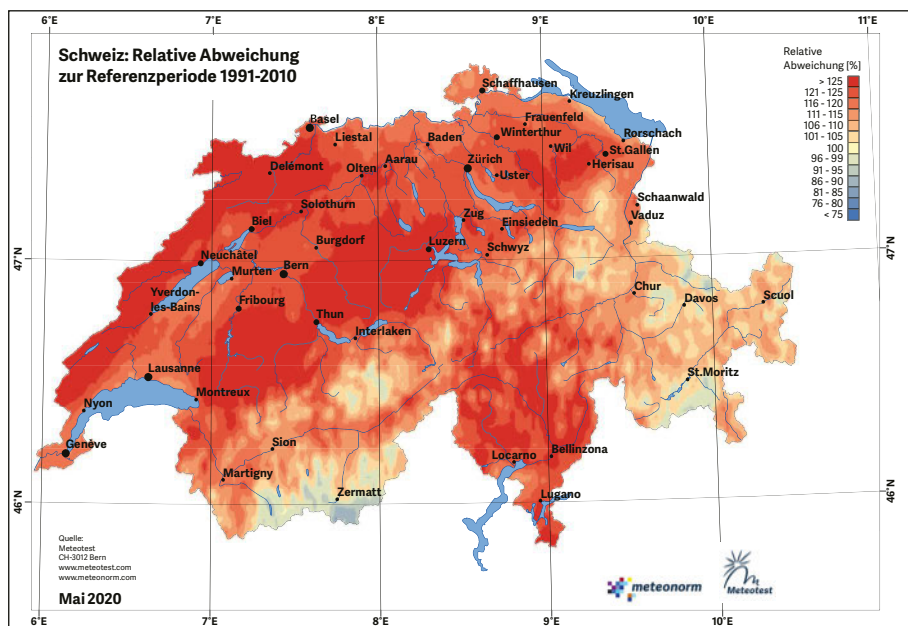 6°E
7°E
8°E
9°E
10°E
11°E
Schweiz: Relative Abweichung
zur Referenzperiode 1991-2010
Relative
Abweichung [%]
> 125
121 - 125
116 - 120
111 - 115
106 - 110
101 - 105
100
96 - 99
91 - 95
86 - 90
81 - 85
76 - 80
< 75
Schaffhausen
Kreuzlingen
Basel
Frauenfeld
Liestal
Baden
Winterthur
Rorschach
Wil
St.Gallen
Aarau
Zürich
Herisau
Delémont
Olten
Uster
Schaanwald
Solothurn
Zug
Vaduz
Biel
Einsiedeln
Burgdorf
Luzern
Schwyz
47°N
47°N
Neuchâtel
Murten
Bern
Chur
Davos
Scuol
Yverdon-
les-Bains
Fribourg
Thun
Interlaken
Lausanne
St.Moritz
Montreux
Nyon
Genève
Sion
Locarno
Bellinzona
Martigny
Zermatt
Lugano
46°N
46°N
Quelle:
Meteotest
CH-3012 Bern
www.meteotest.com
www.meteonorm.com
Mai 2020
meteonorm
Meteotest
6°E
7°E
8°E
9°E
10°E